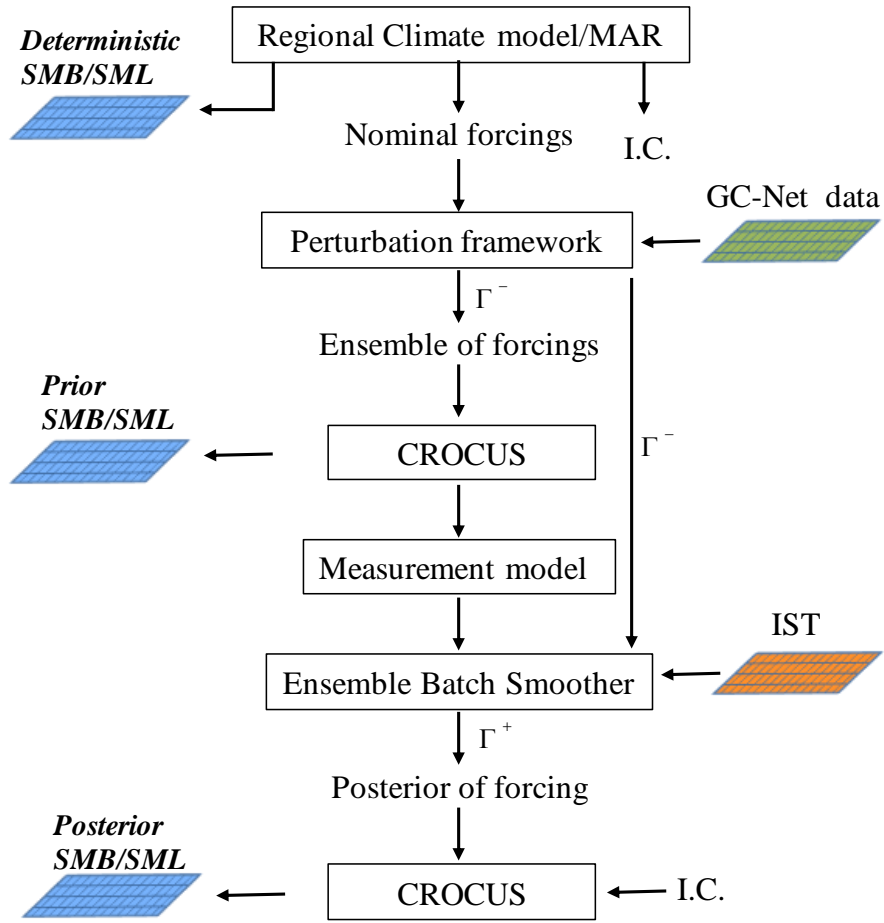 Regional Climate model/MAR
Deterministic
SMB/SML
Nominal forcings
I.C.
GC-Net data
Perturbation framework
Γ⁻
Ensemble of forcings
Prior
SMB/SML
CROCUS
Γ⁻
Measurement model
IST
Ensemble Batch Smoother
Γ⁺
Posterior of forcing
Posterior
SMB/SML
CROCUS
I.C.